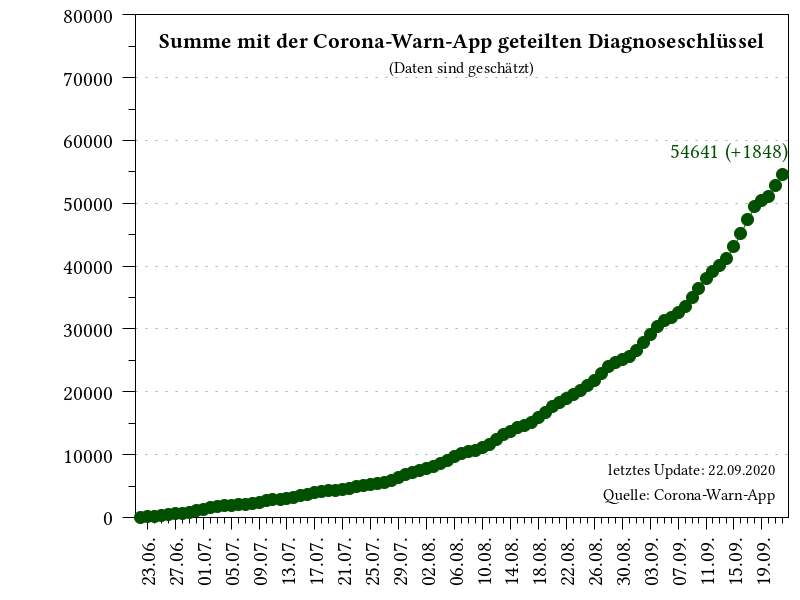 Summe mit der Corona-Warn-App geteilten Diagnoseschlüssel
(Daten sind geschätzt)
80000
70000
60000
50000
40000
30000
20000
10000
0
54641 (+1848)
letztes Update: 22.09.2020
Quelle: Corona-Warn-App
23.06. 27.06. 01.07. 05.07. 09.07. 13.07. 17.07. 21.07. 25.07. 29.07. 02.08. 06.08. 10.08. 14.08. 18.08. 22.08. 26.08. 30.08. 03.09. 07.09. 11.09. 15.09. 19.09.